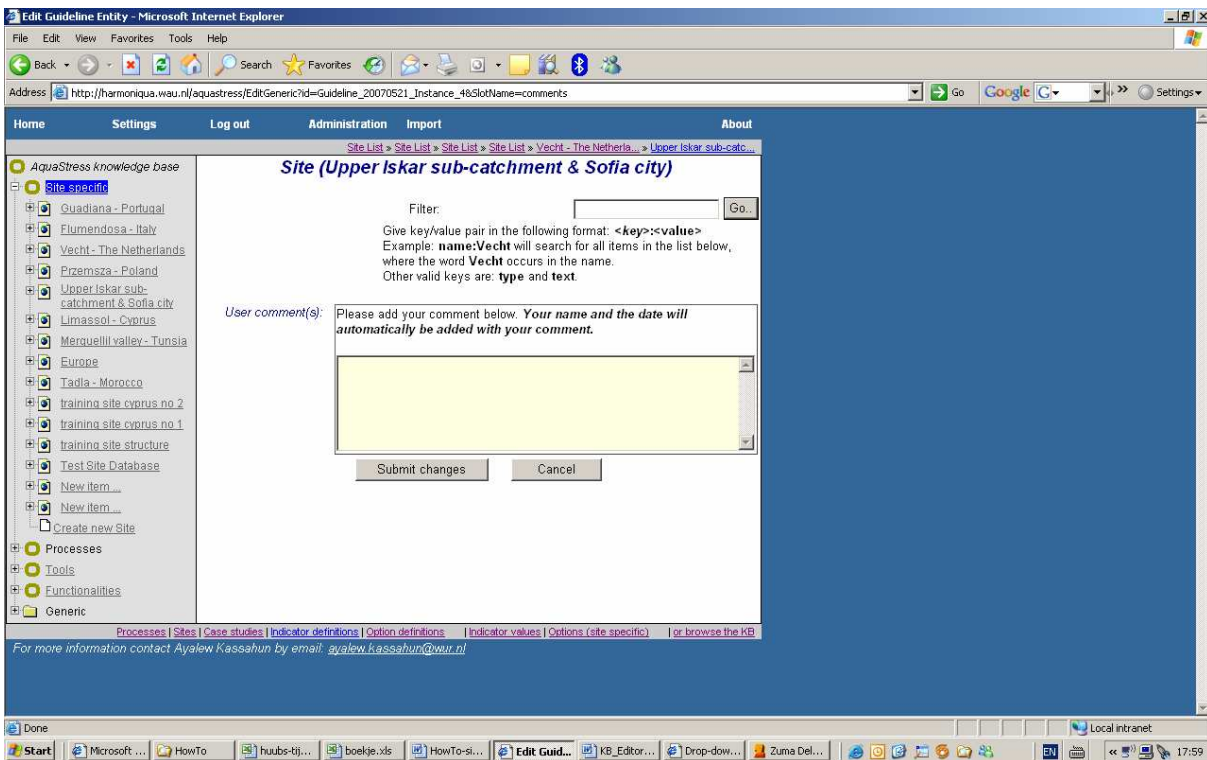 Edit Guideline Entity - Microsoft Internet Explorer
File Edit View Favorites Tools Help
Back Search Favorites
Address http://harmoniqua.wau.nl/aquastress/EditGeneric?id=Guideline_20070521_Instance_4&SlotName=comments Go Google G Settings
Home Settings Log out Administration Import About
Site List » Site List » Site List » Site List » Vecht - The Netherla... » Upper Iskar sub-catc...
AquaStress knowledge base
Site specific
Guadiana - Portugal
Flumendosa - Italy
Vecht - The Netherlands
Przemsza - Poland
Upper Iskar sub-
catchment & Sofia city
Limassol - Cyprus
Merquellil valley - Tunsia
Europe
Tadla - Morocco
training site cyprus no 2
training site cyprus no 1
training site structure
Test Site Database
New item ...
New item ...
Create new Site
Processes
Tools
Functionalities
Generic
Site (Upper Iskar sub-catchment & Sofia city)
Filter: Go..
Give key/value pair in the following format: <key>:<value>
Example: name:Vecht will search for all items in the list below,
where the word Vecht occurs in the name.
Other valid keys are: type and text.
User comment(s): Please add your comment below. Your name and the date will
automatically be added with your comment.
Submit changes Cancel
Processes | Sites | Case studies | Indicator definitions | Option definitions | Indicator values | Options (site specific) | or browse the KB
For more information contact Ayalew Kassahun by email: ayalew.kassahun@wur.nl
Done Local intranet
Start Microsoft ... HowTo huubs-tij... boekje.xls HowTo-si... Edit Guid... KB_Editor... Drop-dow... Zuma Del... EN 17:59